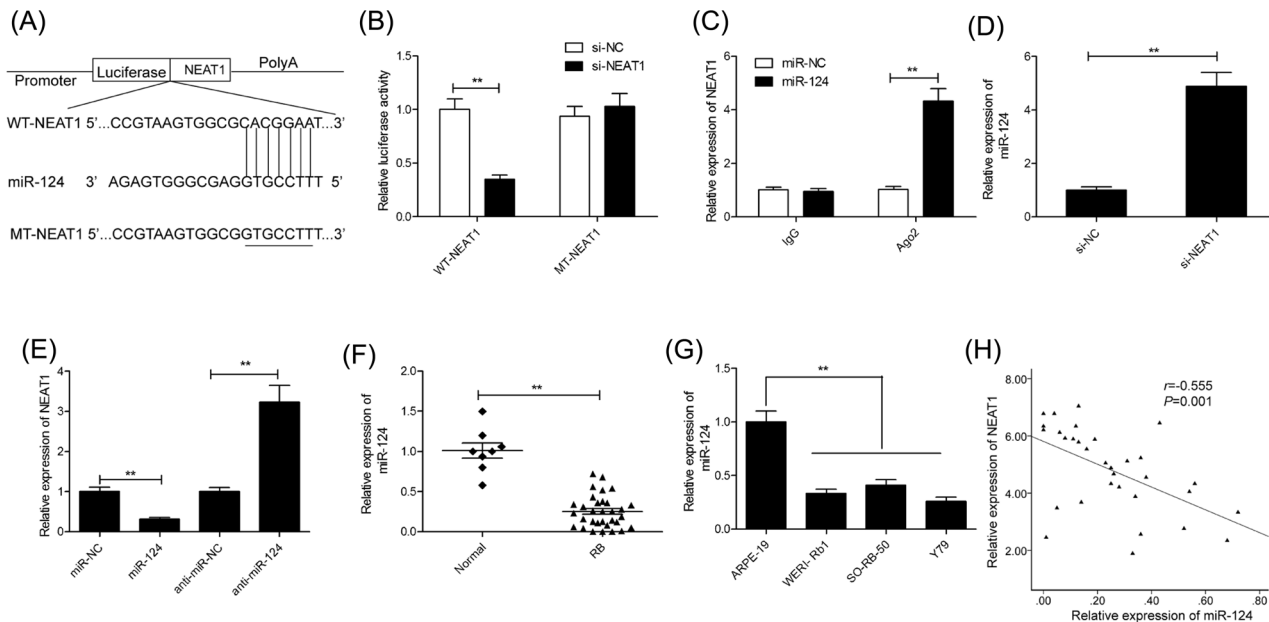 (A)
Promoter Luciferase NEAT1 PolyA
WT-NEAT1 5’...CCGTAAGTGGCGCACGGAAT...3’
miR-124 3’ AGAGTGGGCGAGGTGCCTTT 5’
MT-NEAT1 5’...CCGTAAGTGGCGGTGCCTTT...3’
(B)
si-NC
si-NEAT1
Relative luciferase activity
1.5
1.0
0.5
0.0
**
WT-NEAT1
MT-NEAT1
(C)
miR-NC
miR-124
Relative expression of NEAT1
6
4
2
0
**
IgG
Ago2
(D)
Relative expression of
miR-124
6
4
2
0
**
si-NC
si-NEAT1
(E)
Relative expression of NEAT1
4
3
2
1
0
**
**
miR-NC
miR-124
anti-miR-NC
anti-miR-124
(F)
Relative expression of
miR-124
2.0
1.5
1.0
0.5
0.0
**
Normal
RB
(G)
Relative expression of
miR-124
1.5
1.0
0.5
0.0
**
ARPE-19
WERI- Rb1
SO-RB-50
Y79
(H)
r=-0.555
P=0.001
Relative expression of NEAT1
8.00
6.00
4.00
2.00
.00
.20
.40
.60
.80
Relative expression of miR-124